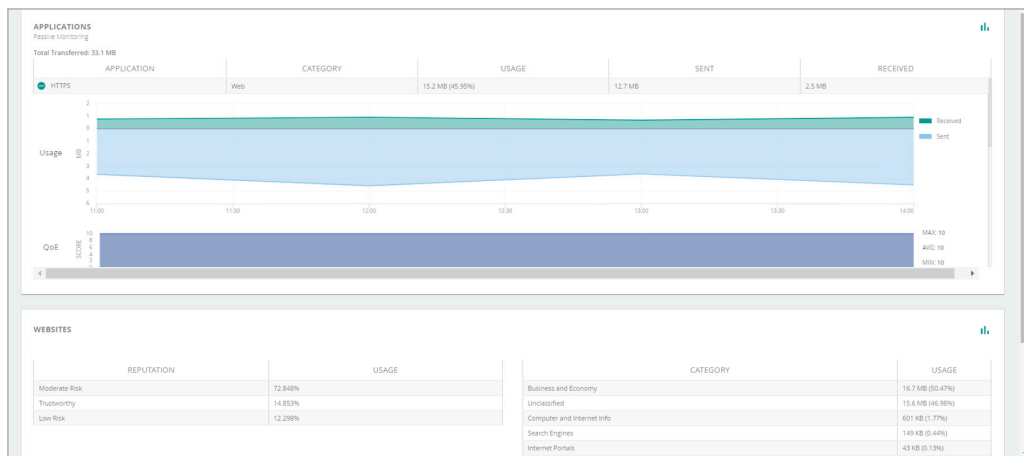 APPLICATIONS
Passive Monitoring
Total Transferred: 33.1 MB
APPLICATION CATEGORY USAGE SENT RECEIVED
HTTPS Web 15.2 MB (45.95%) 12.7 MB 2.5 MB
2
1
0
1
2
3
4
5
6
Usage
MB
Received
Sent
11:00 11:30 12:00 12:30 13:00 13:30 14:00
QoE
SCORE
10
8
6
4
2
MAX: 10
AVG: 10
MIN: 10
WEBSITES
REPUTATION USAGE
Moderate Risk 72.848%
Trustworthy 14.853%
Low Risk 12.298%
CATEGORY USAGE
Business and Economy 16.7 MB (50.47%)
Unclassified 15.6 MB (46.98%)
Computer and Internet Info 601 KB (1.77%)
Search Engines 149 KB (0.44%)
Internet Portals 43 KB (0.13%)